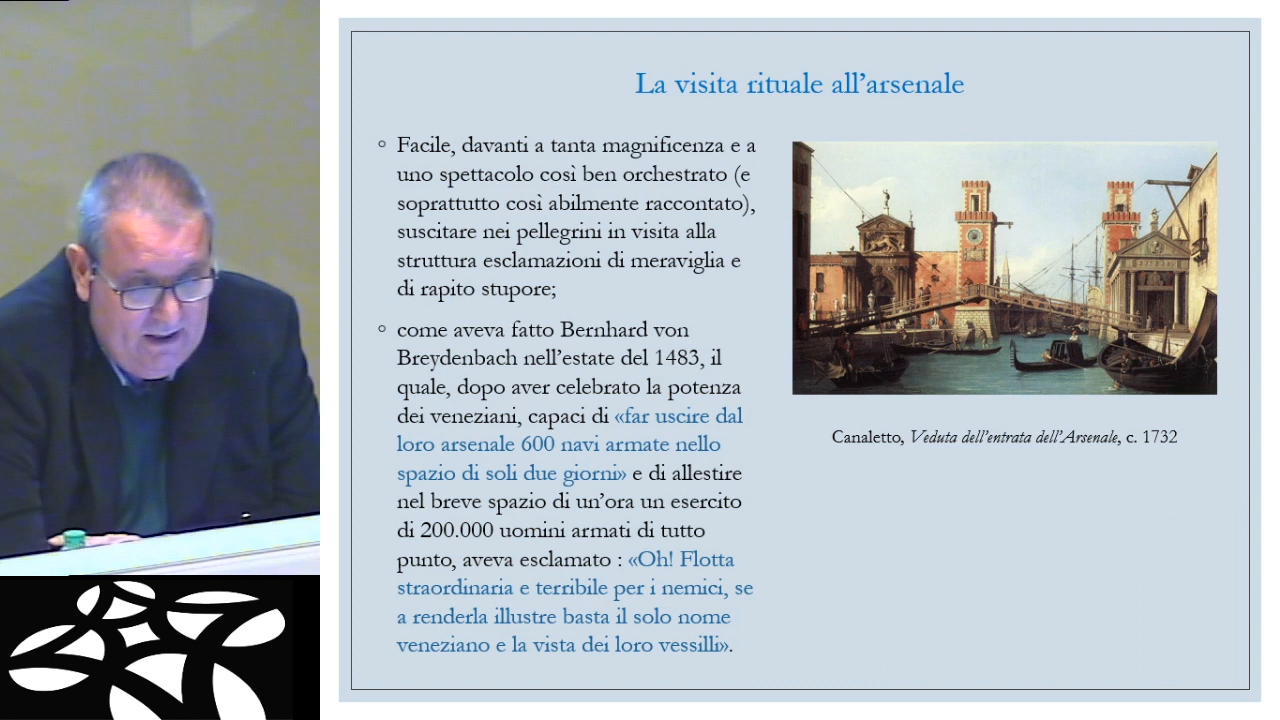 La visita rituale all’arsenale
◦ Facile, davanti a tanta magnificenza e a
uno spettacolo così ben orchestrato (e
soprattutto così abilmente raccontato),
suscitare nei pellegrini in visita alla
struttura esclamazioni di meraviglia e
di rapito stupore;
◦ come aveva fatto Bernhard von
Breydenbach nell’estate del 1483, il
quale, dopo aver celebrato la potenza
dei veneziani, capaci di «far uscire dal
loro arsenale 600 navi armate nello
spazio di soli due giorni» e di allestire
nel breve spazio di un’ora un esercito
di 200.000 uomini armati di tutto
punto, aveva esclamato : «Oh! Flotta
straordinaria e terribile per i nemici, se
a renderla illustre basta il solo nome
veneziano e la vista dei loro vessilli».
Canaletto, Veduta dell’entrata dell’Arsenale, c. 1732